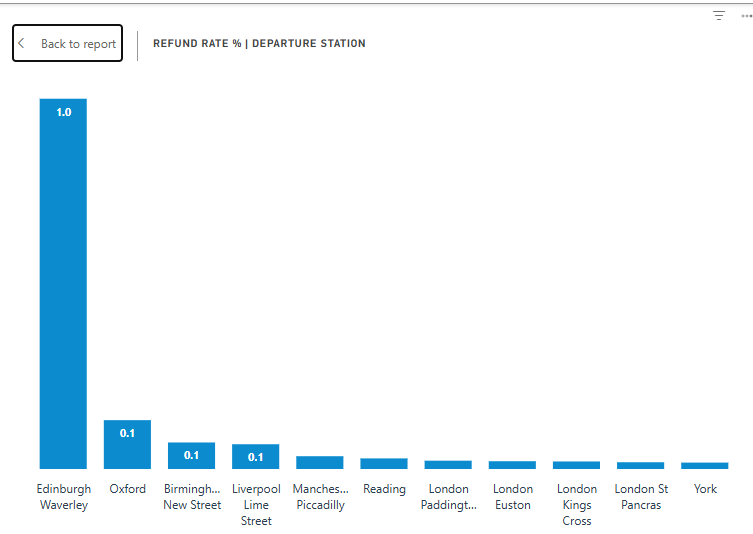 Back to report
REFUND RATE % | DEPARTURE STATION
1.0
0.1
0.1
0.1
Edinburgh
Waverley
Oxford
Birmingh...
New Street
Liverpool
Lime
Street
Manches...
Piccadilly
Reading
London
Paddingt...
London
Euston
London
Kings
Cross
London St
Pancras
York